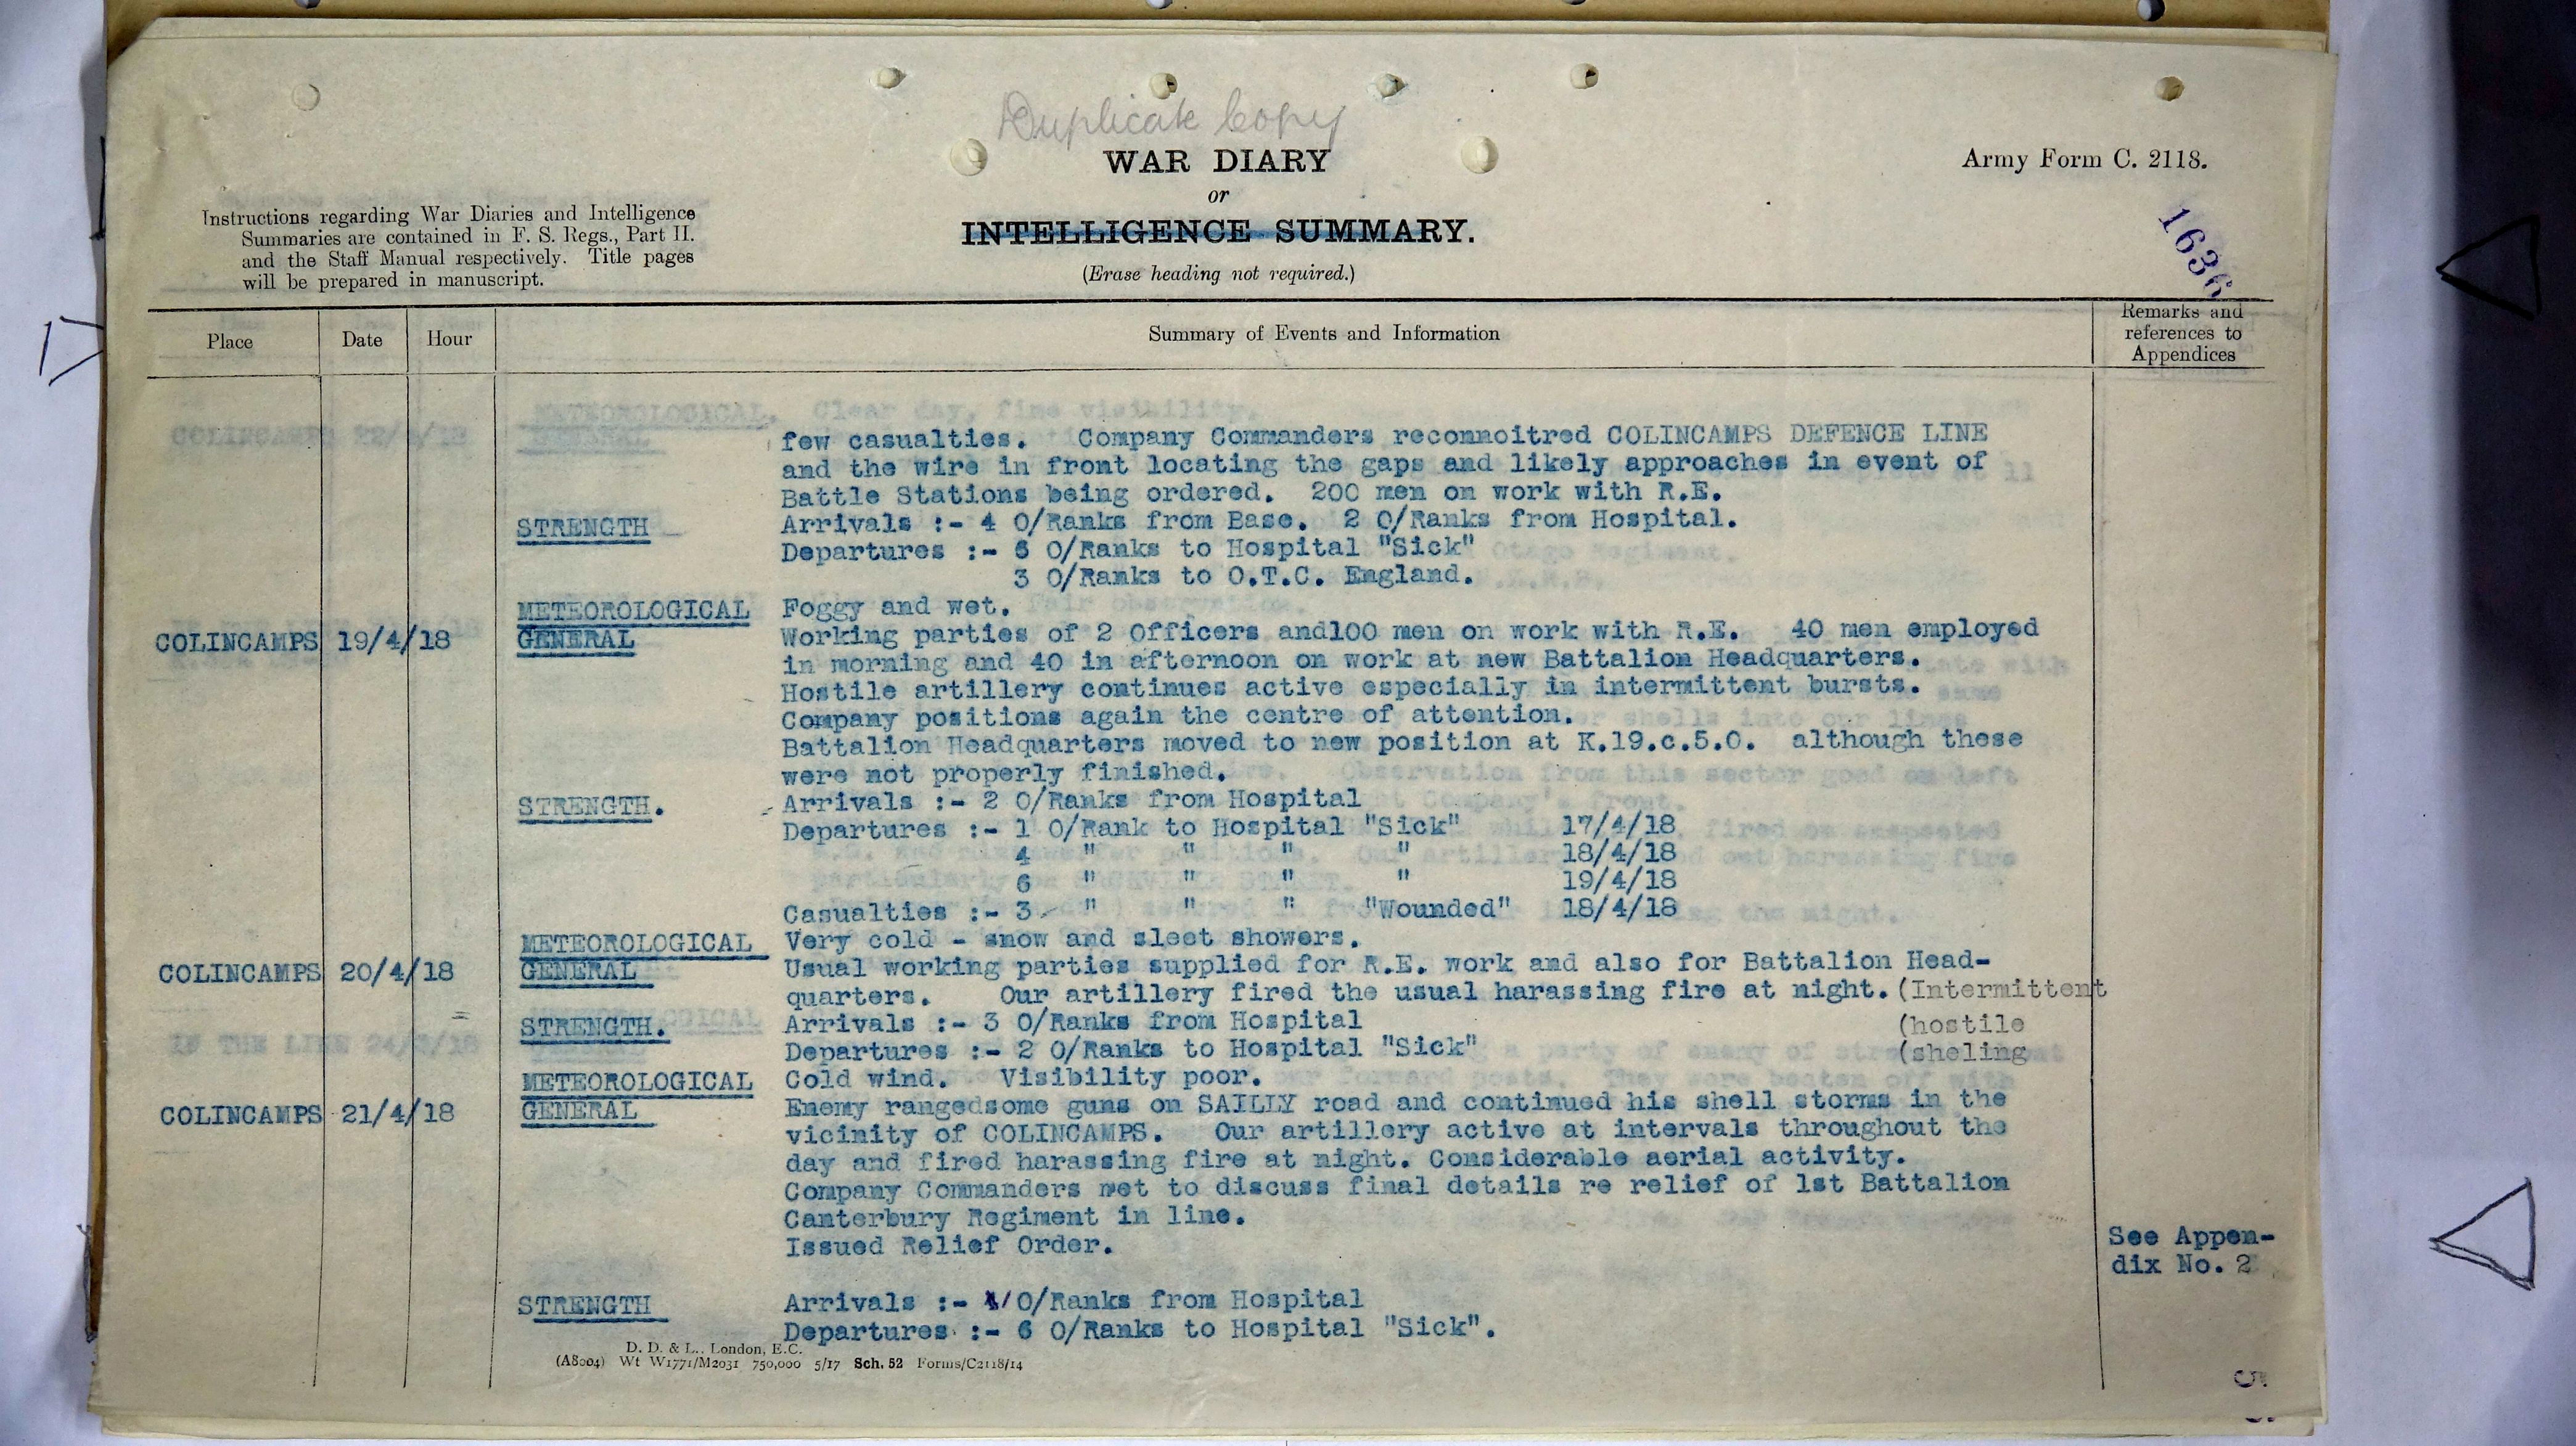 Duplicate Copy
WAR DIARY
or
INTELLIGENCE SUMMARY.
(Erase heading not required.)
Army Form C. 2118.
1636
Instructions regarding War Diaries and Intelligence
Summaries are contained in F. S. Regs., Part II.
and the Staff Manual respectively. Title pages
will be prepared in manuscript.
Place Date Hour Summary of Events and Information Remarks and
references to
Appendices
few casualties. Company Commanders reconnoitred COLINCAMPS DEFENCE LINE
and the wire in front locating the gaps and likely approaches in event of
Battle Stations being ordered. 200 men on work with R.E.
STRENGTH Arrivals :- 4 O/Ranks from Base. 2 O/Ranks from Hospital.
Departures :- 6 O/Ranks to Hospital "Sick"
3 O/Ranks to O.T.C. England.
METEOROLOGICAL Foggy and wet.
COLINCAMPS 19/4/18 GENERAL Working parties of 2 Officers and100 men on work with R.E. 40 men employed
in morning and 40 in afternoon on work at new Battalion Headquarters.
Hostile artillery continues active especially in intermittent bursts.
Company positions again the centre of attention.
Battalion Headquarters moved to new position at K.19.c.5.0. although these
were not properly finished.
STRENGTH. Arrivals :- 2 O/Ranks from Hospital
Departures :- 1 O/Rank to Hospital "Sick" 17/4/18
4 " " " " 18/4/18
6 " " " " 19/4/18
Casualties :- 3 " " " "Wounded" 18/4/18
METEOROLOGICAL Very cold - snow and sleet showers.
COLINCAMPS 20/4/18 GENERAL Usual working parties supplied for R.E. work and also for Battalion Head-
quarters. Our artillery fired the usual harassing fire at night. (Intermittent
STRENGTH. Arrivals :- 3 O/Ranks from Hospital (hostile
Departures :- 2 O/Ranks to Hospital "Sick" (sheling
METEOROLOGICAL Cold wind. Visibility poor.
COLINCAMPS 21/4/18 GENERAL Enemy rangedsome guns on SAILLY road and continued his shell storms in the
vicinity of COLINCAMPS. Our artillery active at intervals throughout the
day and fired harassing fire at night. Considerable aerial activity.
Company Commanders met to discuss final details re relief of 1st Battalion
Canterbury Regiment in line.
Issued Relief Order. See Appen-
dix No. 2
STRENGTH Arrivals :- O/Ranks from Hospital
Departures :- 6 O/Ranks to Hospital "Sick".
D. D. & L., London, E.C.
(A8004) Wt W1771/M2031 750,000 5/17 Sch. 52 Forms/C2118/14